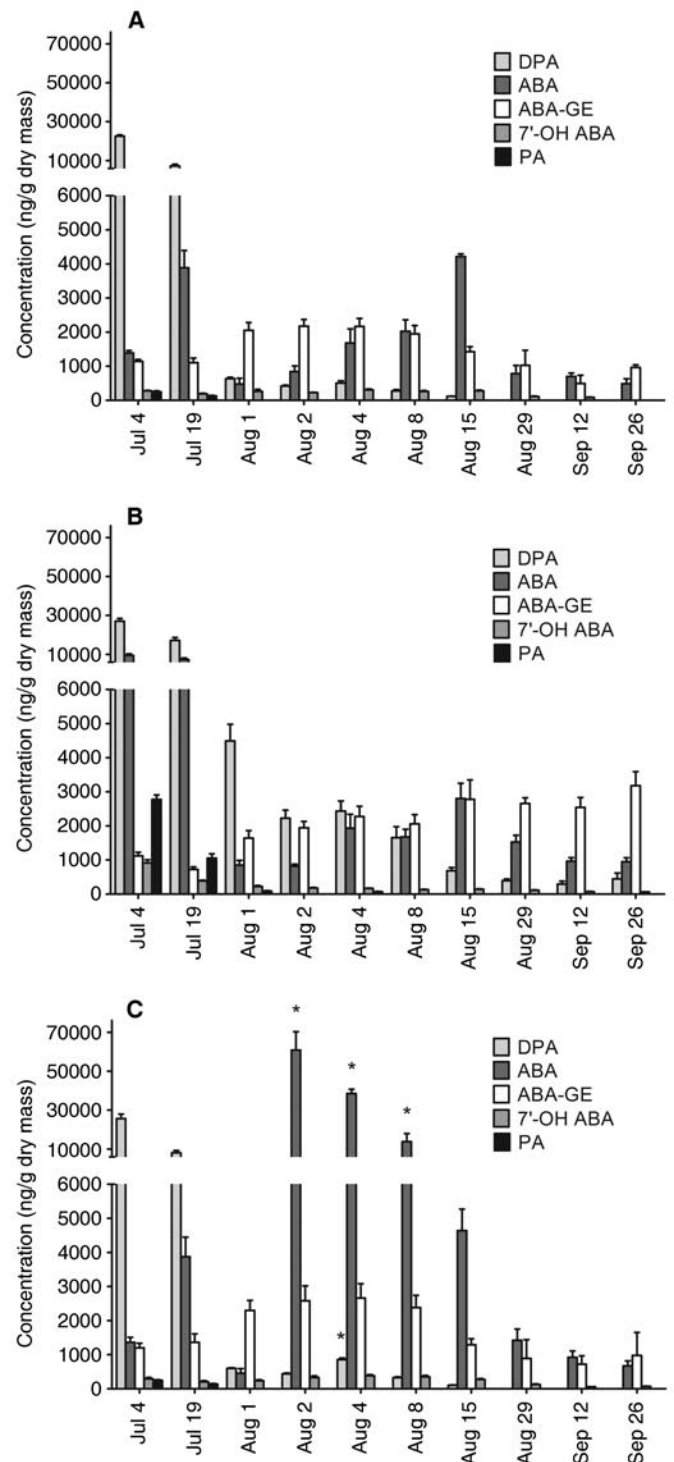 A
70000
50000
30000
10000
6000
5000
4000
3000
2000
1000
0
Concentration (ng/g dry mass)
DPA
ABA
ABA-GE
7'-OH ABA
PA
Jul 4
Jul 19
Aug 1
Aug 2
Aug 4
Aug 8
Aug 15
Aug 29
Sep 12
Sep 26
B
70000
50000
30000
10000
6000
5000
4000
3000
2000
1000
0
Concentration (ng/g dry mass)
DPA
ABA
ABA-GE
7'-OH ABA
PA
Jul 4
Jul 19
Aug 1
Aug 2
Aug 4
Aug 8
Aug 15
Aug 29
Sep 12
Sep 26
C
70000
50000
30000
10000
6000
5000
4000
3000
2000
1000
0
Concentration (ng/g dry mass)
*
*
*
*
DPA
ABA
ABA-GE
7'-OH ABA
PA
Jul 4
Jul 19
Aug 1
Aug 2
Aug 4
Aug 8
Aug 15
Aug 29
Sep 12
Sep 26